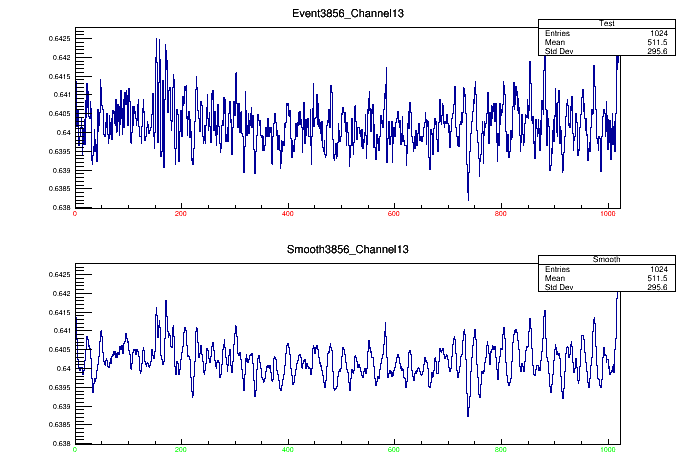 Event3856_Channel13
Test
Entries 1024
Mean 511.5
Std Dev 295.6
0.6425
0.642
0.6415
0.641
0.6405
0.64
0.6395
0.639
0.6385
0.638
0 200 400 600 800 1000
Smooth3856_Channel13
Smooth
Entries 1024
Mean 511.5
Std Dev 295.6
0.6425
0.642
0.6415
0.641
0.6405
0.64
0.6395
0.639
0.6385
0.638
0 200 400 600 800 1000